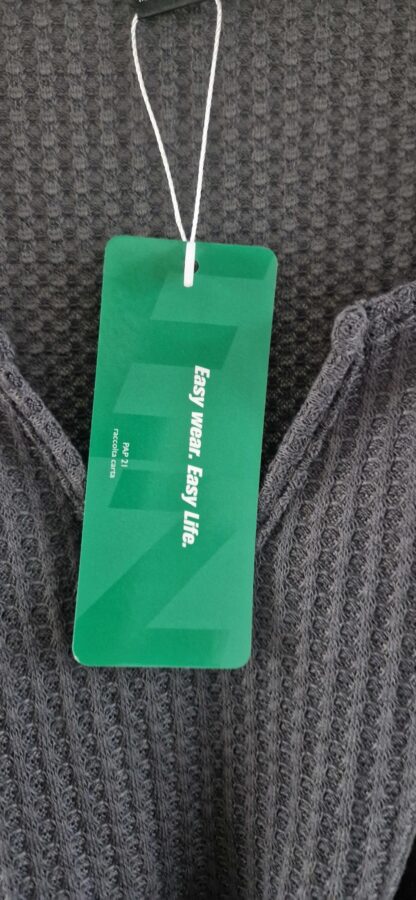 Easy wear. Easy Life.
PAP 21
raccolta carta